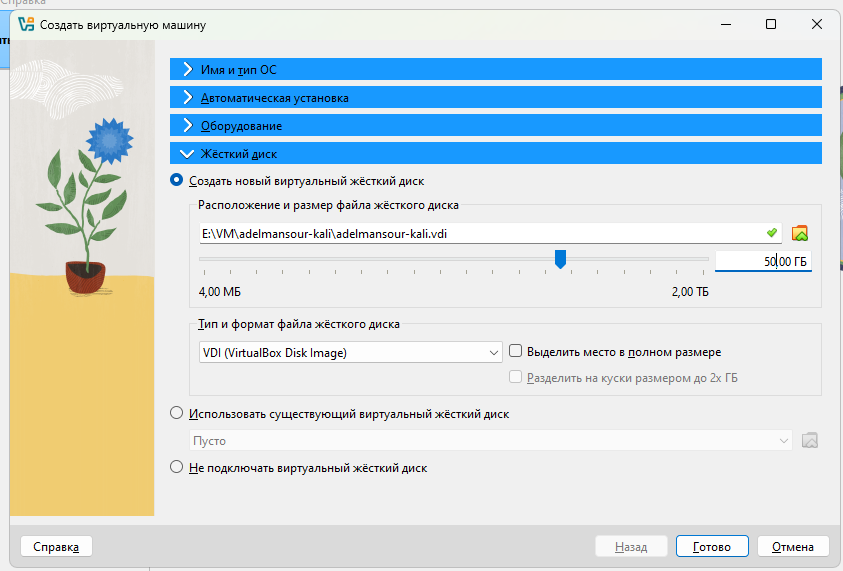 Справка
Создать виртуальную машину
Имя и тип ОС
Автоматическая установка
Оборудование
Жёсткий диск
Создать новый виртуальный жёсткий диск
Расположение и размер файла жёсткого диска
E:\VM\adelmansour-kali\adelmansour-kali.vdi
50,00 ГБ
4,00 МБ
2,00 ТБ
Тип и формат файла жёсткого диска
VDI (VirtualBox Disk Image)
Выделить место в полном размере
Разделить на куски размером до 2х ГБ
Использовать существующий виртуальный жёсткий диск
Пусто
Не подключать виртуальный жёсткий диск
Справка
Назад
Готово
Отмена